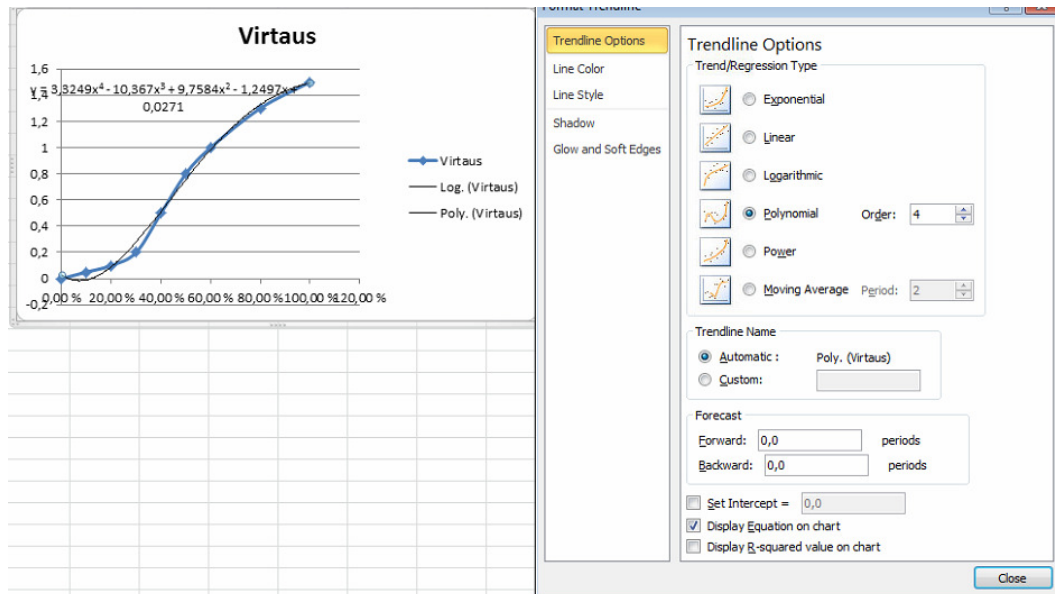 Virtaus
1,6
1,4
1,2
1
0,8
0,6
0,4
0,2
0
-0,2
y = 3,3249x⁴ - 10,367x³ + 9,7584x² - 1,2497x +
0,0271
0,00 % 20,00 % 40,00 % 60,00 % 80,00 % 100,00 % 120,00 %
Virtaus
Log. (Virtaus)
Poly. (Virtaus)
Format Trendline
Trendline Options
Line Color
Line Style
Shadow
Glow and Soft Edges
Trendline Options
Trend/Regression Type
Exponential
Linear
Logarithmic
Polynomial Order: 4
Power
Moving Average Period: 2
Trendline Name
Automatic : Poly. (Virtaus)
Custom:
Forecast
Forward: 0,0 periods
Backward: 0,0 periods
Set Intercept = 0,0
Display Equation on chart
Display R-squared value on chart
Close